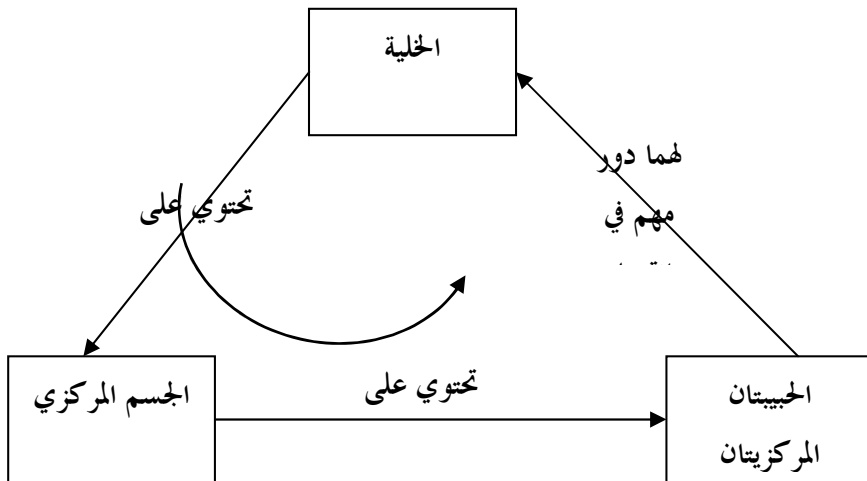 الخلية
لهما دور
مهم في
تحتوي على
الجسم المركزي
تحتوي على
الحبيبتان
المركزيتان